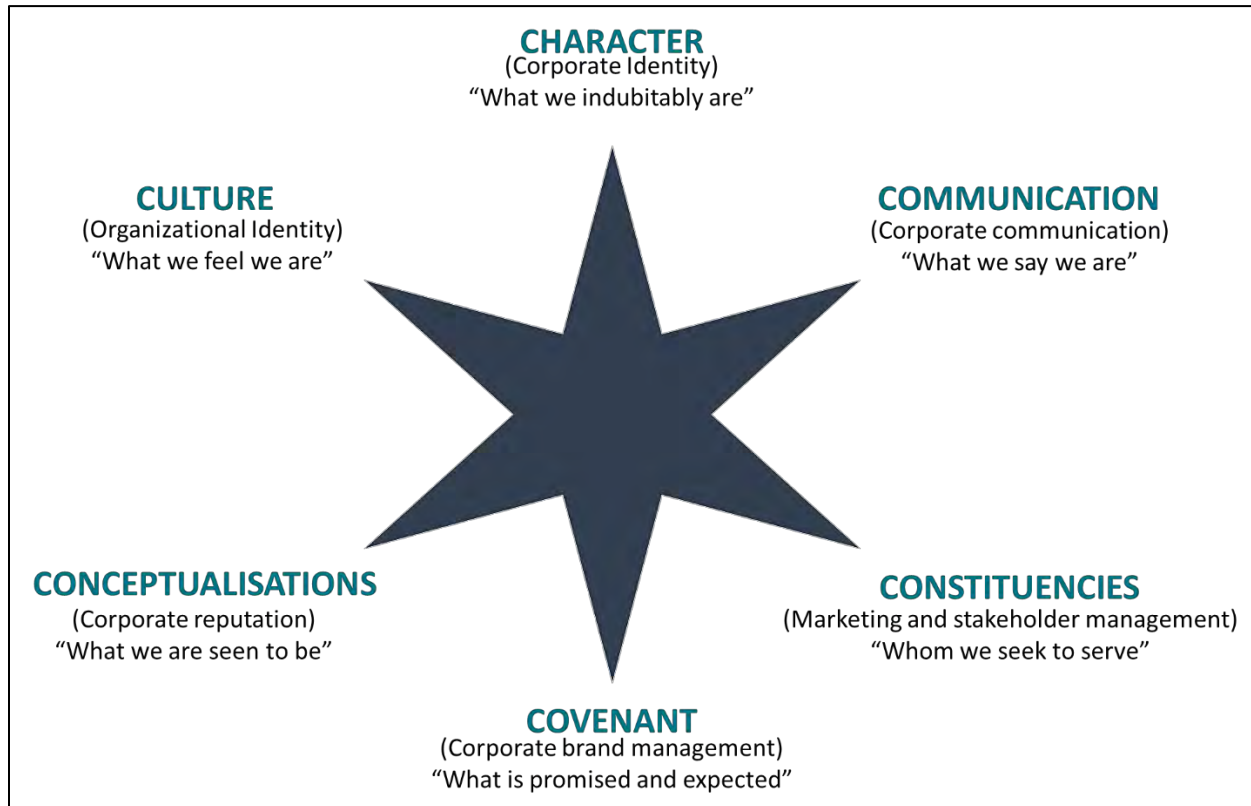 CHARACTER
(Corporate Identity)
“What we indubitably are”
CULTURE
(Organizational Identity)
“What we feel we are”
COMMUNICATION
(Corporate communication)
“What we say we are”
CONCEPTUALISATIONS
(Corporate reputation)
“What we are seen to be”
CONSTITUENCIES
(Marketing and stakeholder management)
“Whom we seek to serve”
COVENANT
(Corporate brand management)
“What is promised and expected”